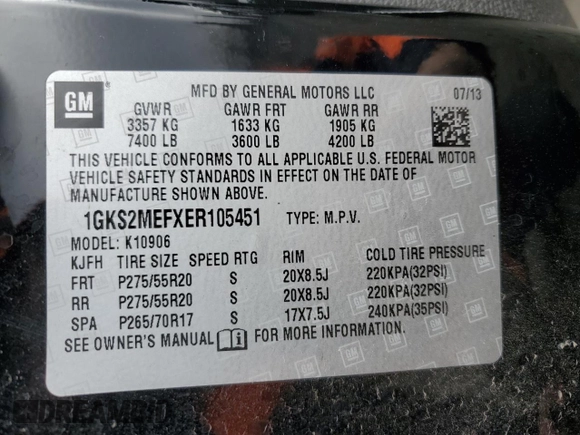 GM
MFD BY GENERAL MOTORS LLC 07/13
GVWR GAWR FRT GAWR RR
3357 KG 1633 KG 1905 KG
7400 LB 3600 LB 4200 LB
THIS VEHICLE CONFORMS TO ALL APPLICABLE U.S. FEDERAL MOTOR
VEHICLE SAFETY STANDARDS IN EFFECT ON THE DATE OF
MANUFACTURE SHOWN ABOVE.
1GKS2MEFXER105451 TYPE: M.P.V.
MODEL: K10906
KJFH TIRE SIZE SPEED RTG RIM COLD TIRE PRESSURE
FRT P275/55R20 S 20X8.5J 220KPA(32PSI)
RR P275/55R20 S 20X8.5J 220KPA(32PSI)
SPA P265/70R17 S 17X7.5J 240KPA(35PSI)
SEE OWNER'S MANUAL FOR MORE INFORMATION.
DREAMBID